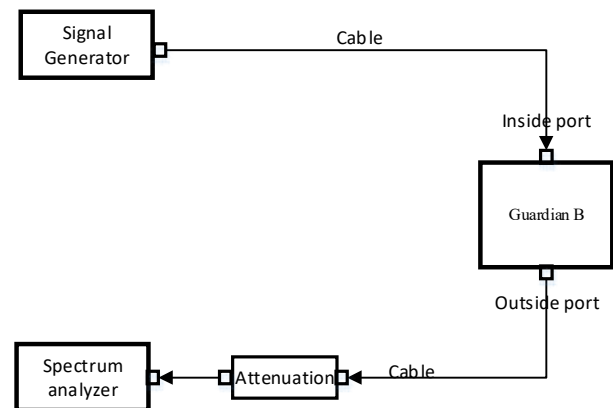 Signal
Generator
Cable
Inside port
Guardian B
Outside port
Spectrum
analyzer
Attenuation
Cable